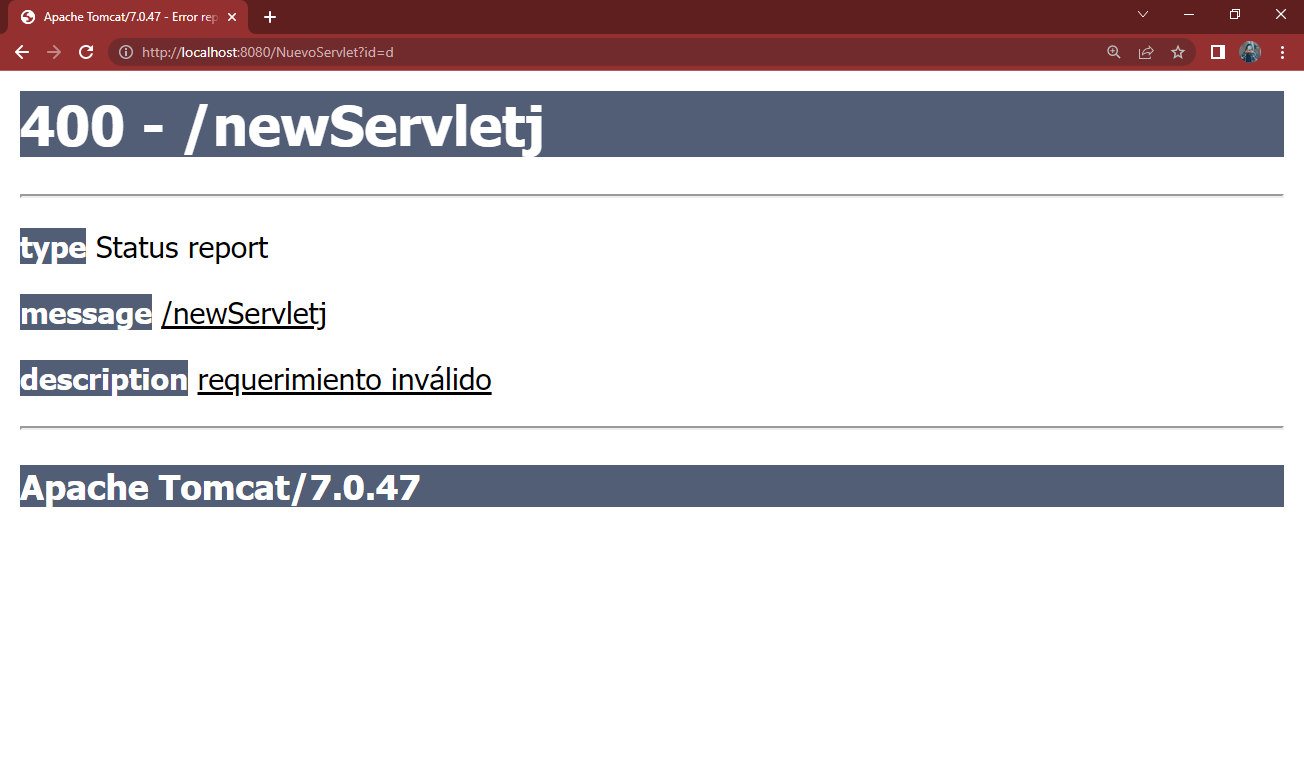 Apache Tomcat/7.0.47 - Error rep
http://localhost:8080/NuevoServlet?id=d
400 - /newServletj
type Status report
message /newServletj
description requerimiento inválido
Apache Tomcat/7.0.47